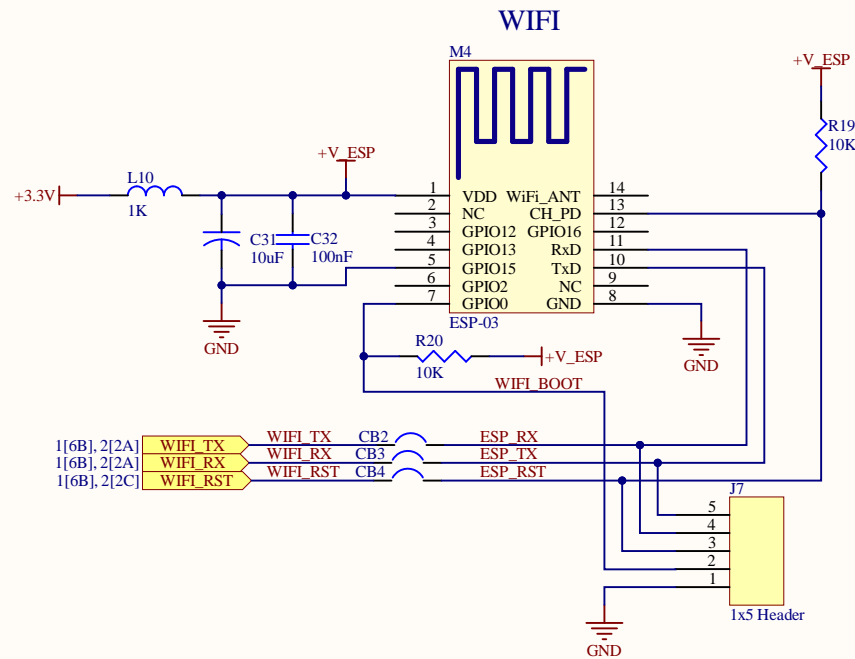 WIFI
M4
+V_ESP
+V_ESP
R19
10K
+3.3V
L10
1K
C31
10uF
C32
100nF
1 VDD WiFi_ANT 14
2 NC CH_PD 13
3 GPIO12 GPIO16 12
4 GPIO13 RxD 11
5 GPIO15 TxD 10
6 GPIO2 NC 9
7 GPIO0 GND 8
ESP-03
GND
GND
R20
10K
+V_ESP
WIFI_BOOT
1[6B], 2[2A] WIFI_TX WIFI_TX CB2 ESP_RX
1[6B], 2[2A] WIFI_RX WIFI_RX CB3 ESP_TX
1[6B], 2[2C] WIFI_RST WIFI_RST CB4 ESP_RST
J7
5
4
3
2
1
1x5 Header
GND